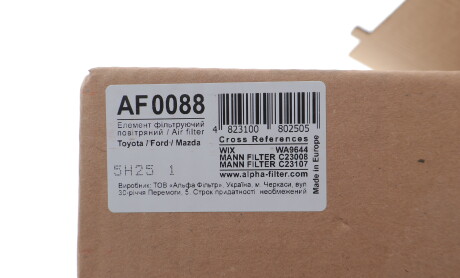 AF0088
Елемент фільтруючий
повітряний / Air filter
Toyota / Ford / Mazda
4 823100 802505
Cross References
WIX WA9644
MANN FILTER C23008
MANN FILTER C23107
www.alpha-filter.com
Made in Europe
5H25 1
Виробник: ТОВ «Альфа Фільтр», Україна, м. Черкаси, вул
30-річчя Перемоги, 5. Строк придатності необмежений